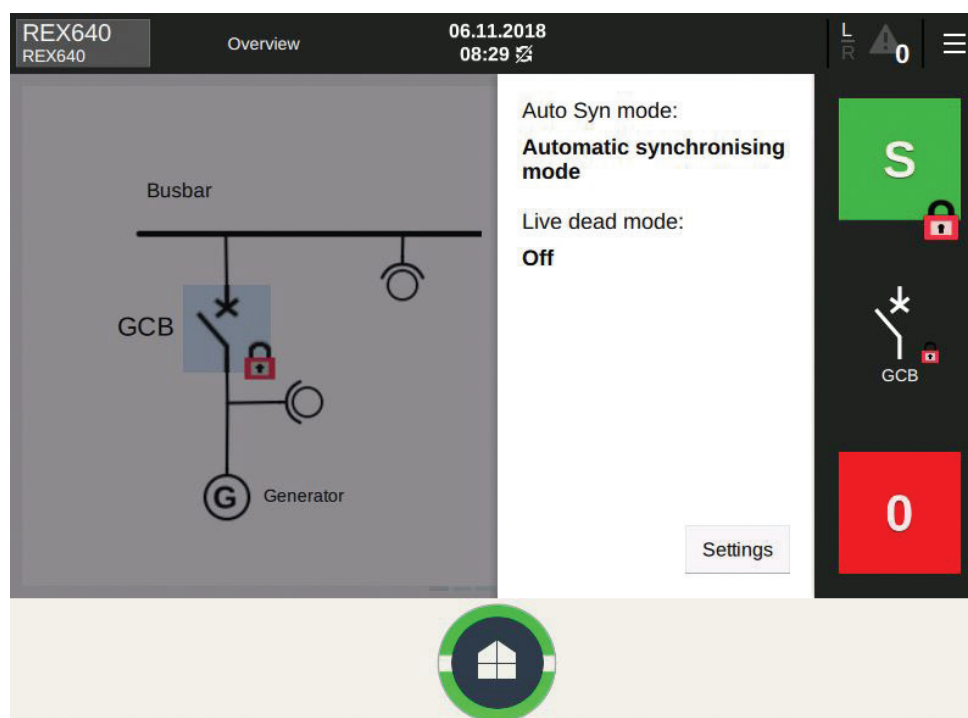 REX640
REX640
Overview
06.11.2018
08:29
L
R
0
Auto Syn mode:
Automatic synchronising
mode
Live dead mode:
Off
Settings
Busbar
GCB
G
Generator
S
GCB
0